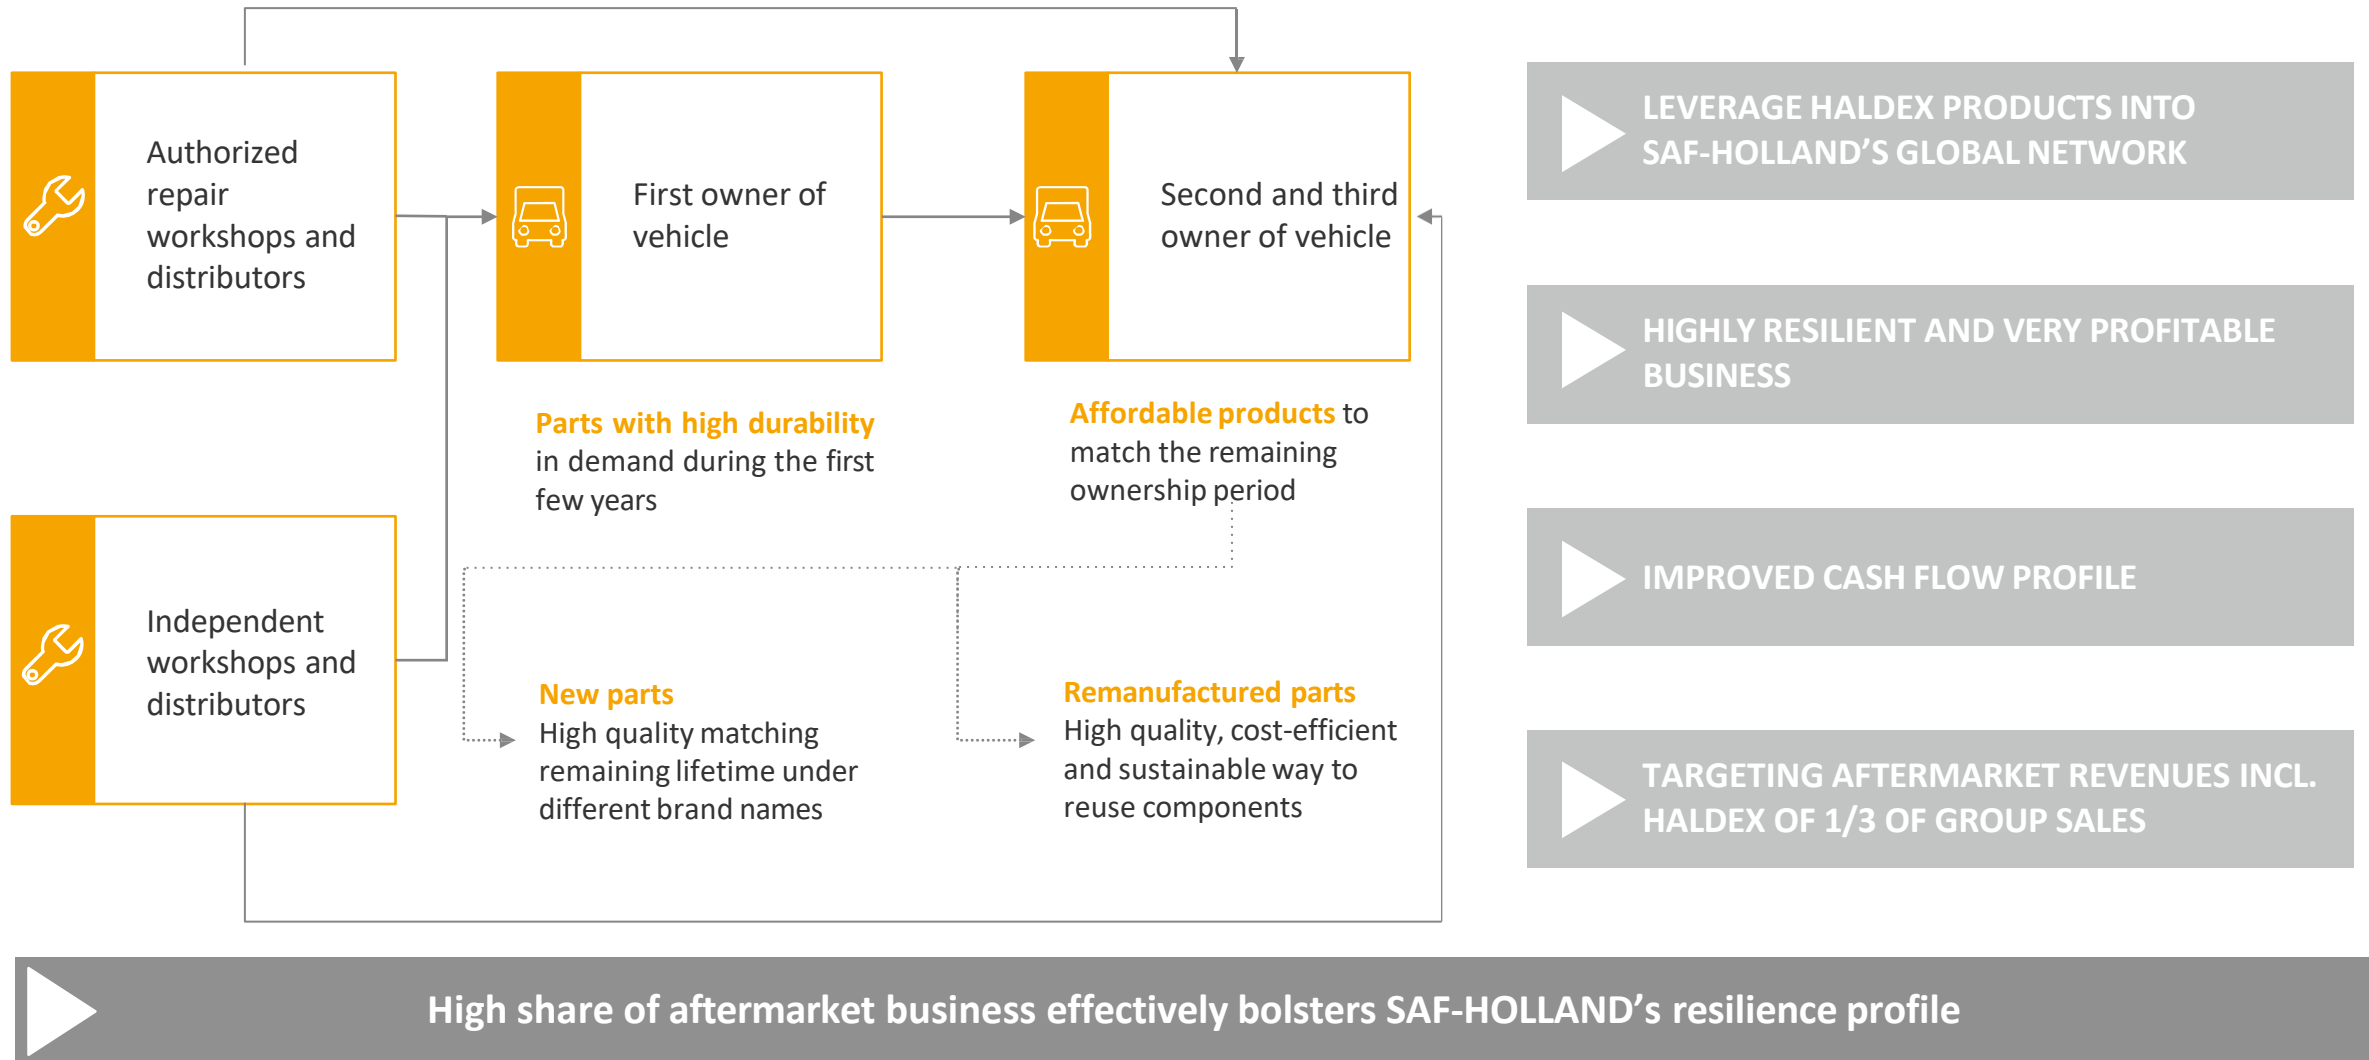 Authorized
repair
workshops and
distributors
First owner of
vehicle
Second and third
owner of vehicle
Parts with high durability
in demand during the first
few years
Affordable products to
match the remaining
ownership period
Independent
workshops and
distributors
New parts
High quality matching
remaining lifetime under
different brand names
Remanufactured parts
High quality, cost-efficient
and sustainable way to
reuse components
LEVERAGE HALDEX PRODUCTS INTO
SAF-HOLLAND’S GLOBAL NETWORK
HIGHLY RESILIENT AND VERY PROFITABLE
BUSINESS
IMPROVED CASH FLOW PROFILE
TARGETING AFTERMARKET REVENUES INCL.
HALDEX OF 1/3 OF GROUP SALES
High share of aftermarket business effectively bolsters SAF-HOLLAND’s resilience profile